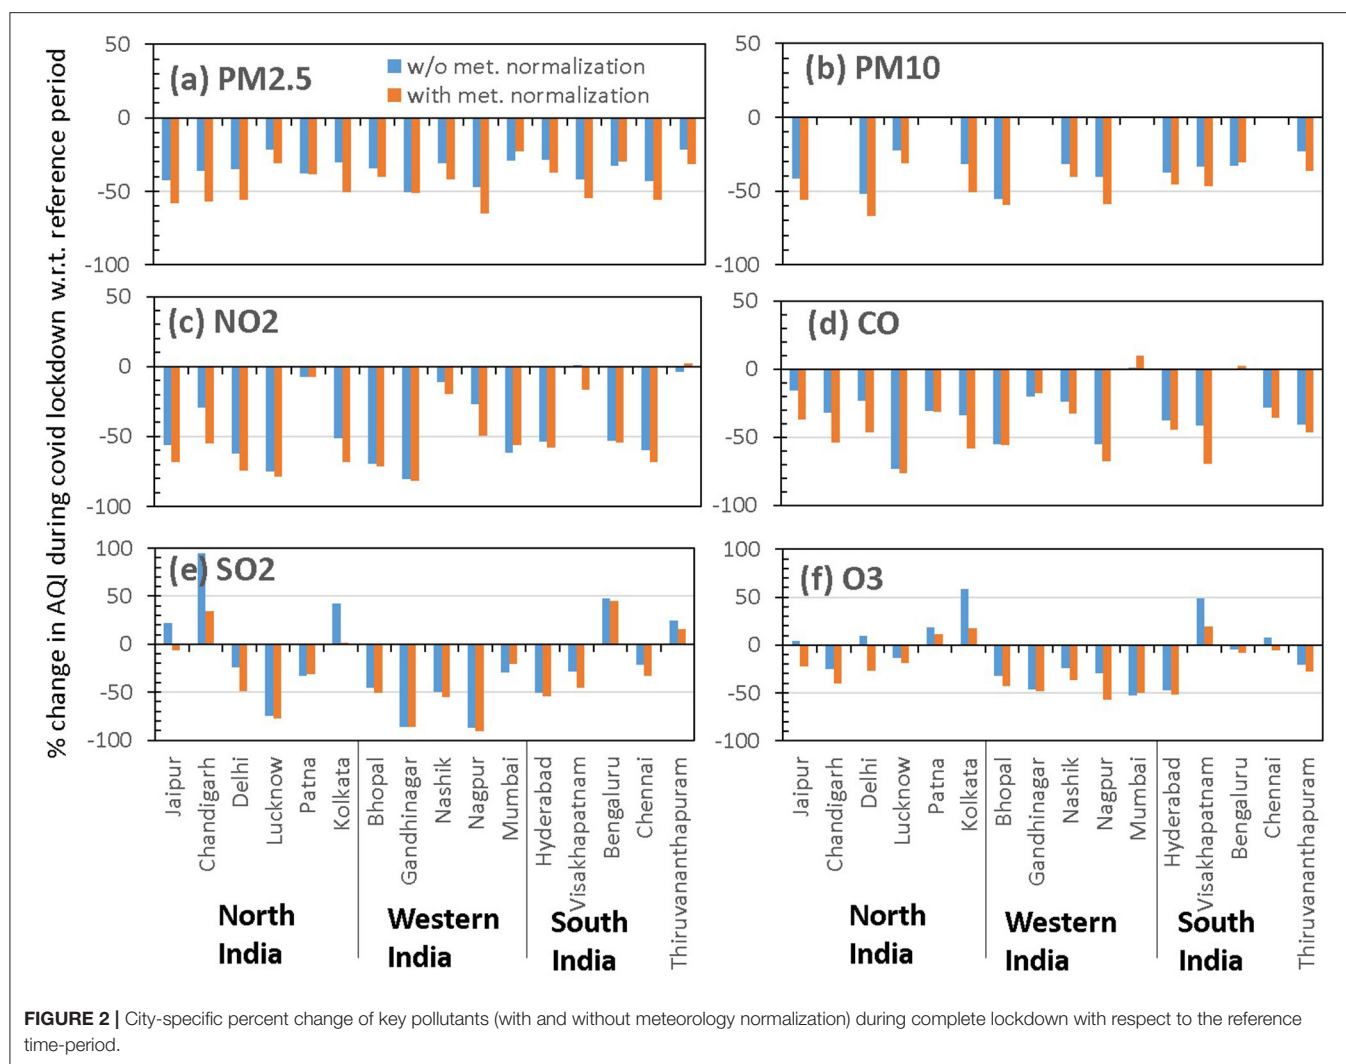 % change in AQI during covid lockdown w.r.t. reference period
50
0
-50
-100
(a) PM2.5
w/o met. normalization
with met. normalization
50
0
-50
-100
(b) PM10
50
0
-50
-100
(c) NO2
50
0
-50
-100
(d) CO
100
50
0
-50
-100
(e) SO2
100
50
0
-50
-100
(f) O3
Jaipur
Chandigarh
Delhi
Lucknow
Patna
Kolkata
Bhopal
Gandhinagar
Nashik
Nagpur
Mumbai
Hyderabad
Visakhapatnam
Bengaluru
Chennai
Thiruvananthapuram
North
India
Western
India
South
India
Jaipur
Chandigarh
Delhi
Lucknow
Patna
Kolkata
Bhopal
Gandhinagar
Nashik
Nagpur
Mumbai
Hyderabad
Visakhapatnam
Bengaluru
Chennai
Thiruvananthapuram
North
India
Western
India
South
India
FIGURE 2 | City-specific percent change of key pollutants (with and without meteorology normalization) during complete lockdown with respect to the reference
time-period.